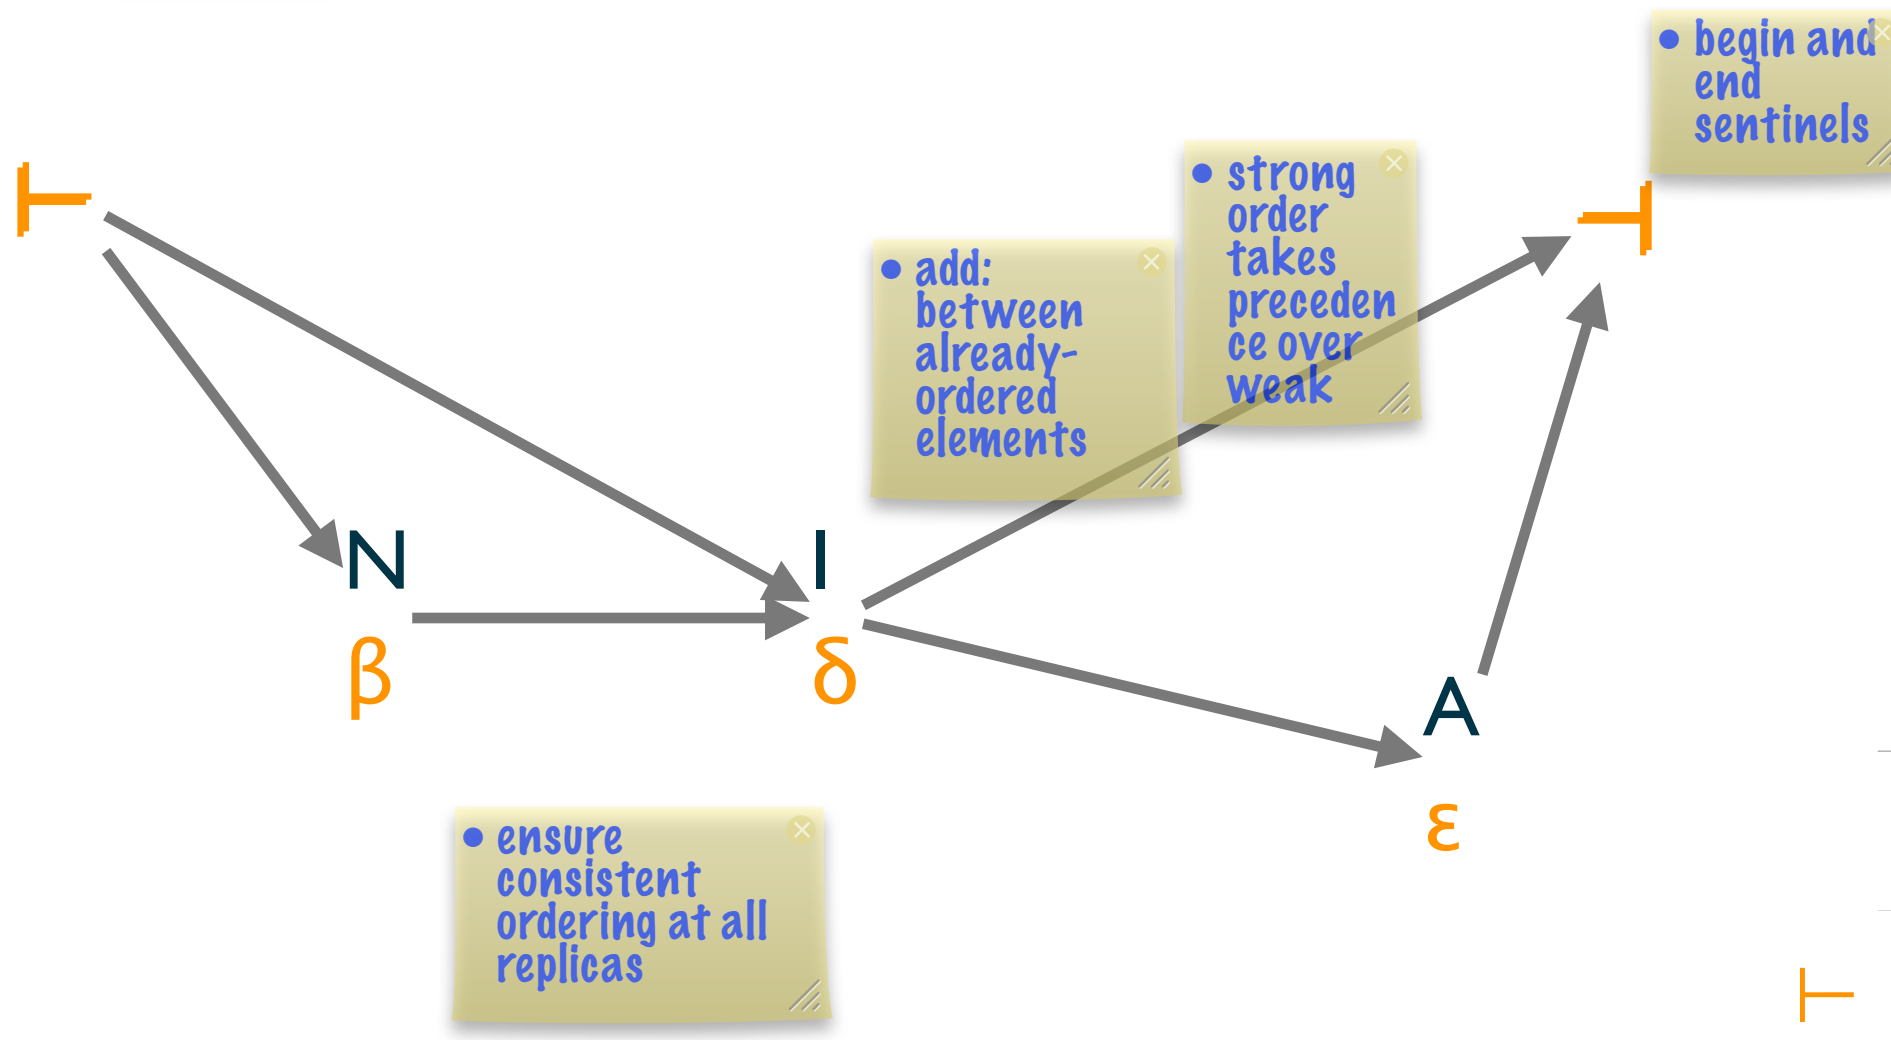 begin and
end
sentinels
⊢
⊣
strong
order
takes
preceden
ce over
weak
add:
between
already-
ordered
elements
N
I
β
δ
A
ε
ensure
consistent
ordering at all
replicas
⊢